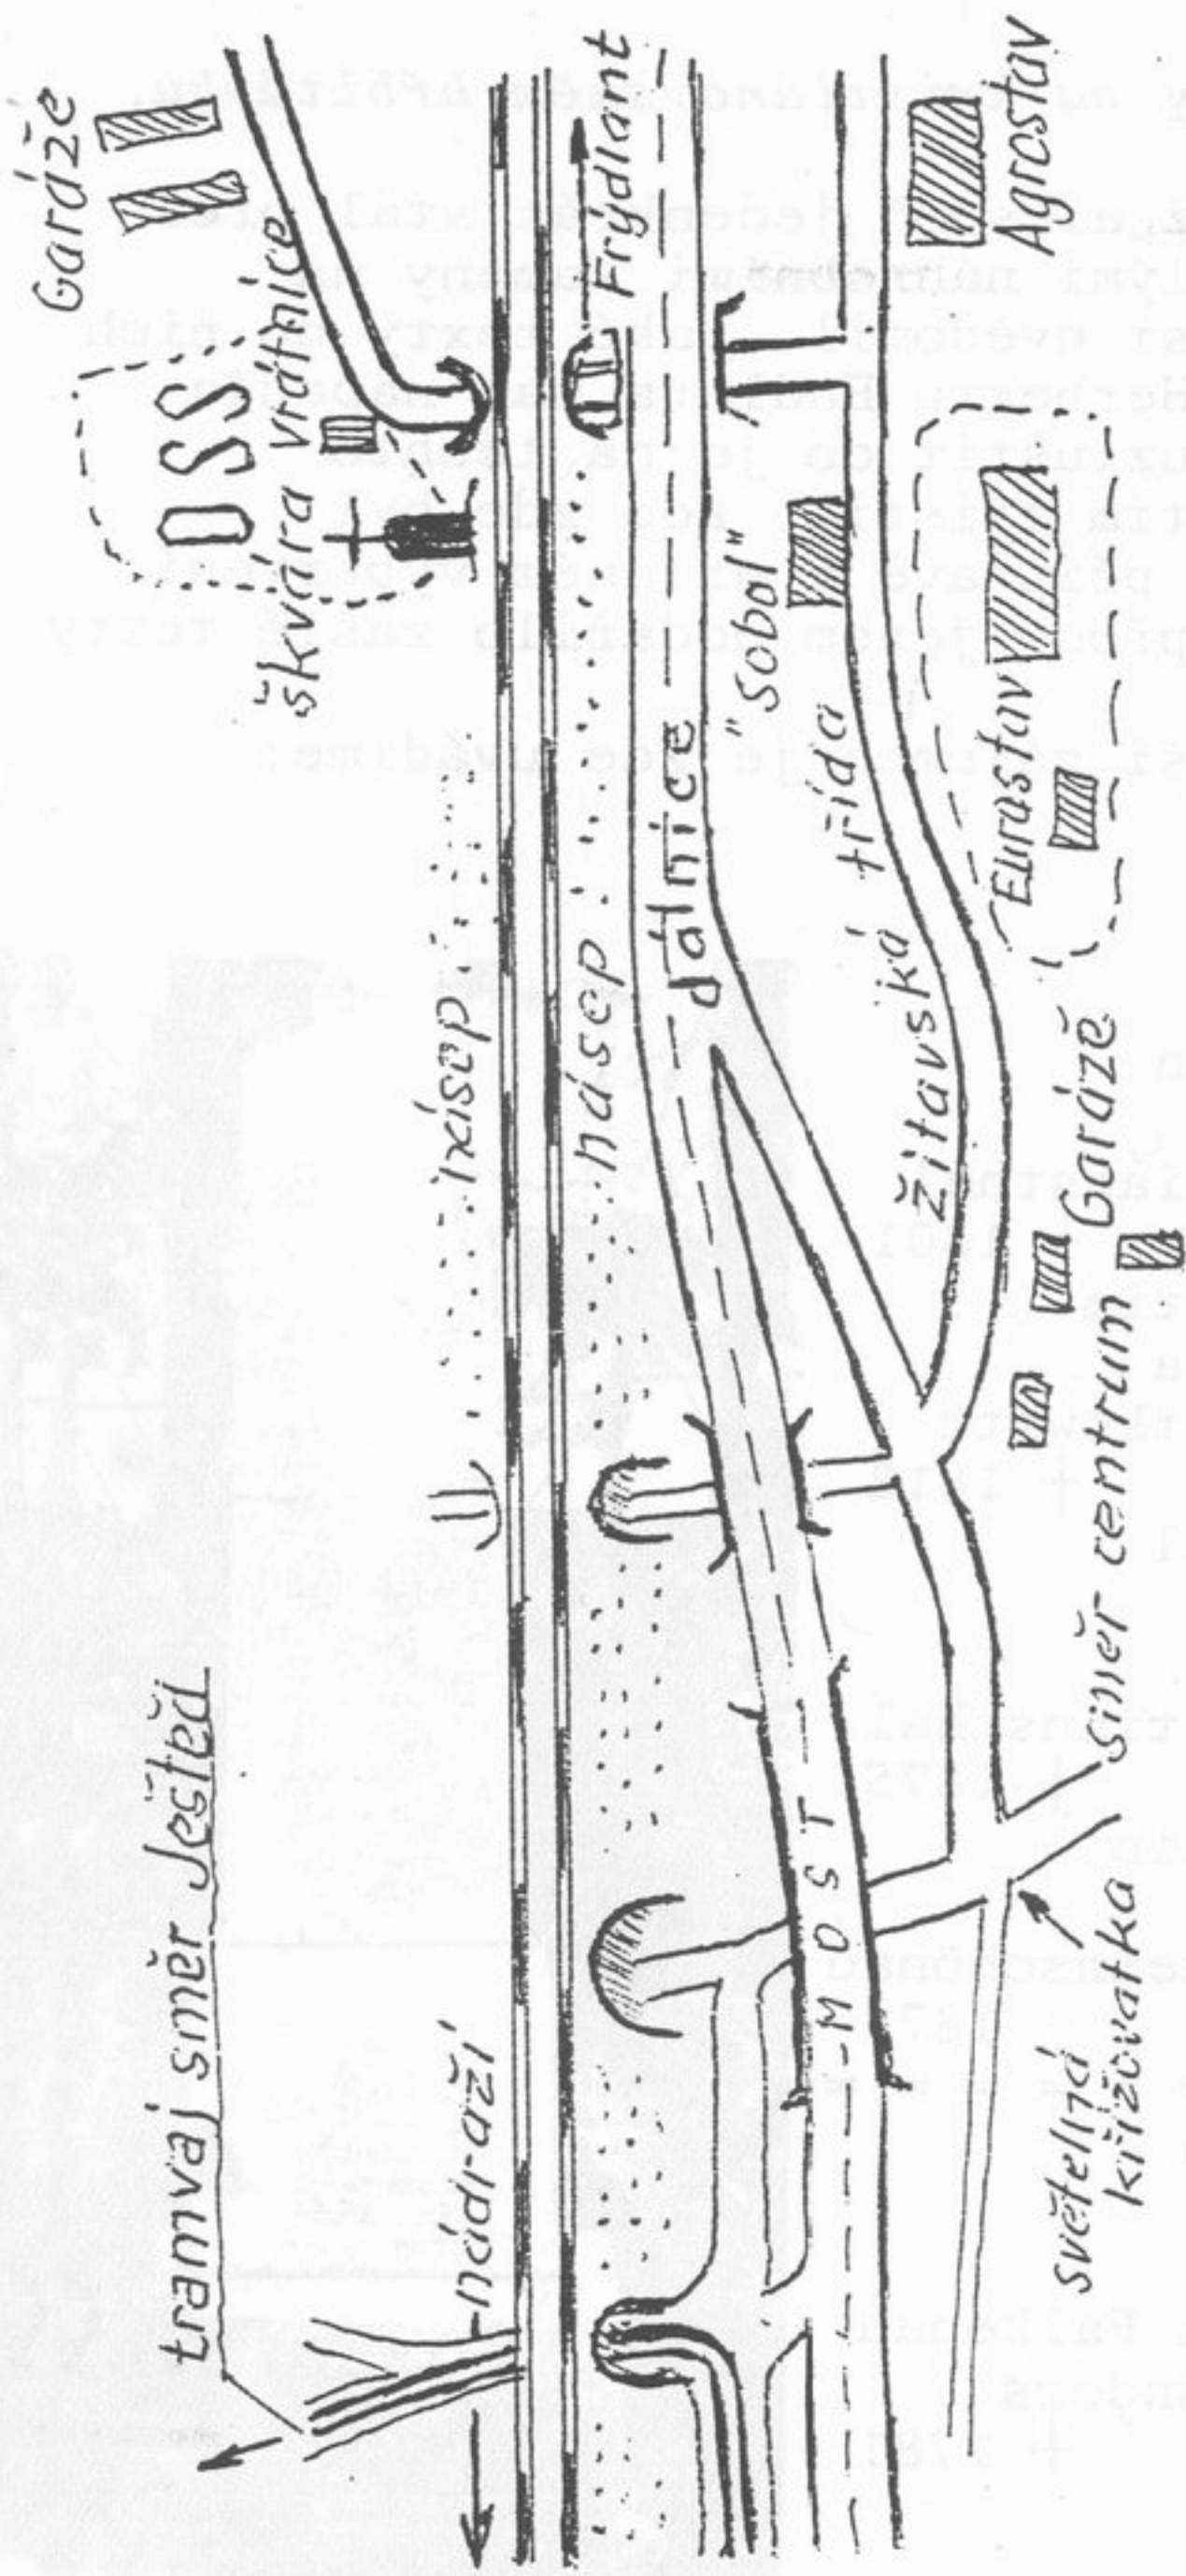 tramvaj směr Ještěd
Garáže
škvára
vrátnice
násep
nádraží
násep
Frýdlant
dálnice
MOST
"Sobol"
Žitavská třída
Eurostav
Agrostav
Garáže
směr centrum
světelná
křižovatka